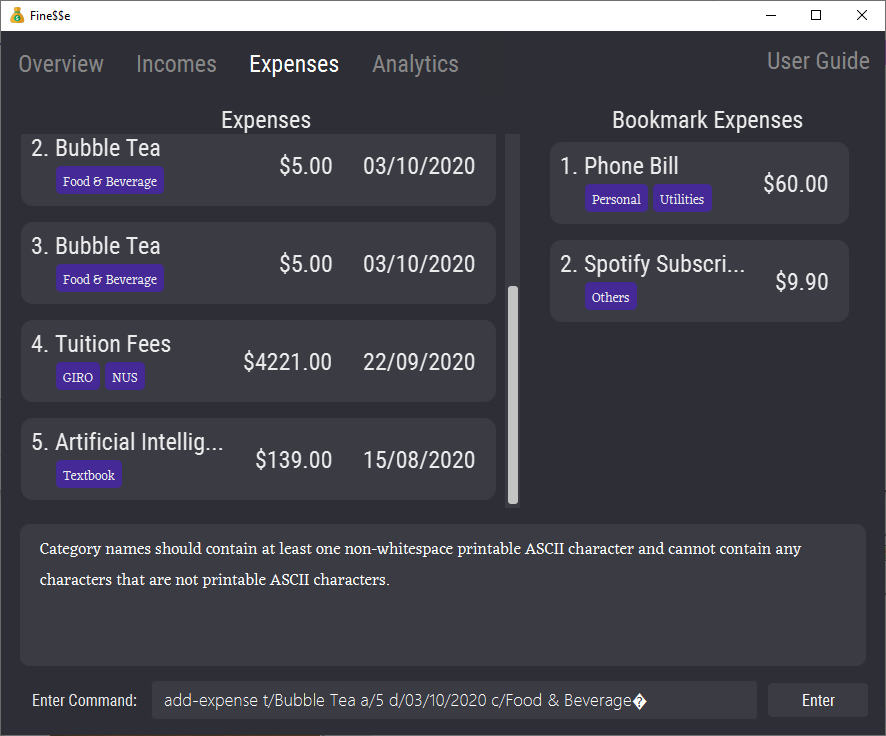 Fine$$e
Overview Incomes Expenses Analytics User Guide
Expenses
2. Bubble Tea $5.00 03/10/2020
Food & Beverage
3. Bubble Tea $5.00 03/10/2020
Food & Beverage
4. Tuition Fees $4221.00 22/09/2020
GIRO NUS
5. Artificial Intellig... $139.00 15/08/2020
Textbook
Bookmark Expenses
1. Phone Bill $60.00
Personal Utilities
2. Spotify Subscri... $9.90
Others
Category names should contain at least one non-whitespace printable ASCII character and cannot contain any
characters that are not printable ASCII characters.
Enter Command: add-expense t/Bubble Tea a/5 d/03/10/2020 c/Food & Beverage� Enter